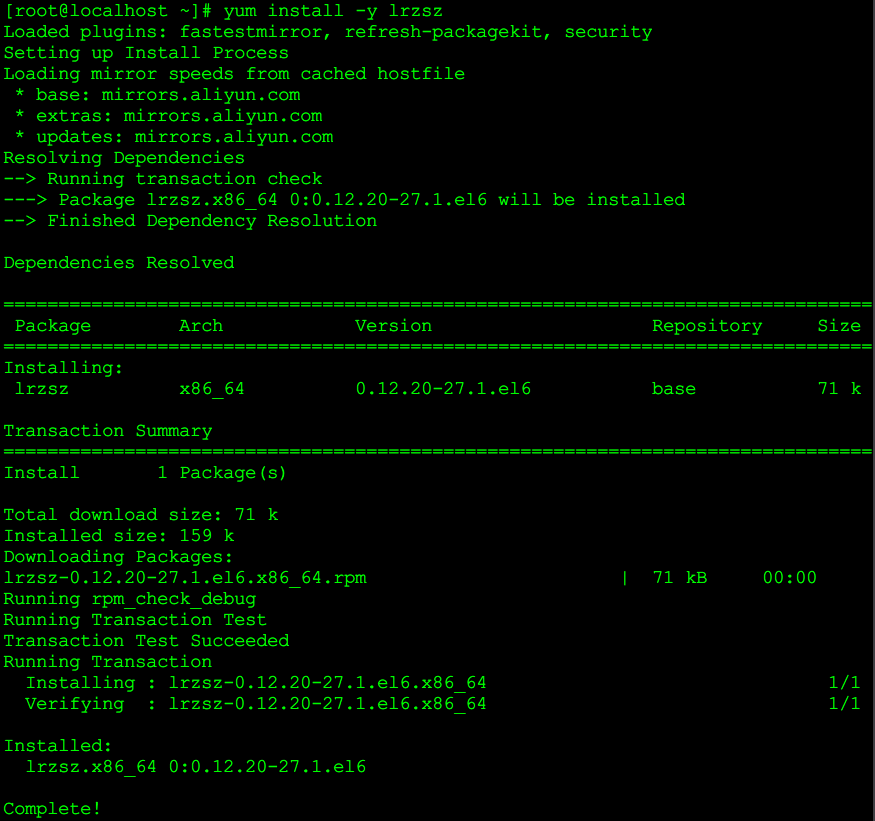 [root@localhost ~]# yum install -y lrzsz
Loaded plugins: fastestmirror, refresh-packagekit, security
Setting up Install Process
Loading mirror speeds from cached hostfile
 * base: mirrors.aliyun.com
 * extras: mirrors.aliyun.com
 * updates: mirrors.aliyun.com
Resolving Dependencies
--> Running transaction check
---> Package lrzsz.x86_64 0:0.12.20-27.1.el6 will be installed
--> Finished Dependency Resolution

Dependencies Resolved

===============================================================================
 Package        Arch            Version                    Repository     Size
===============================================================================
Installing:
 lrzsz          x86_64          0.12.20-27.1.el6           base           71 k

Transaction Summary
===============================================================================
Install       1 Package(s)

Total download size: 71 k
Installed size: 159 k
Downloading Packages:
lrzsz-0.12.20-27.1.el6.x86_64.rpm                       |  71 kB     00:00
Running rpm_check_debug
Running Transaction Test
Transaction Test Succeeded
Running Transaction
  Installing : lrzsz-0.12.20-27.1.el6.x86_64                               1/1
  Verifying  : lrzsz-0.12.20-27.1.el6.x86_64                               1/1

Installed:
  lrzsz.x86_64 0:0.12.20-27.1.el6

Complete!